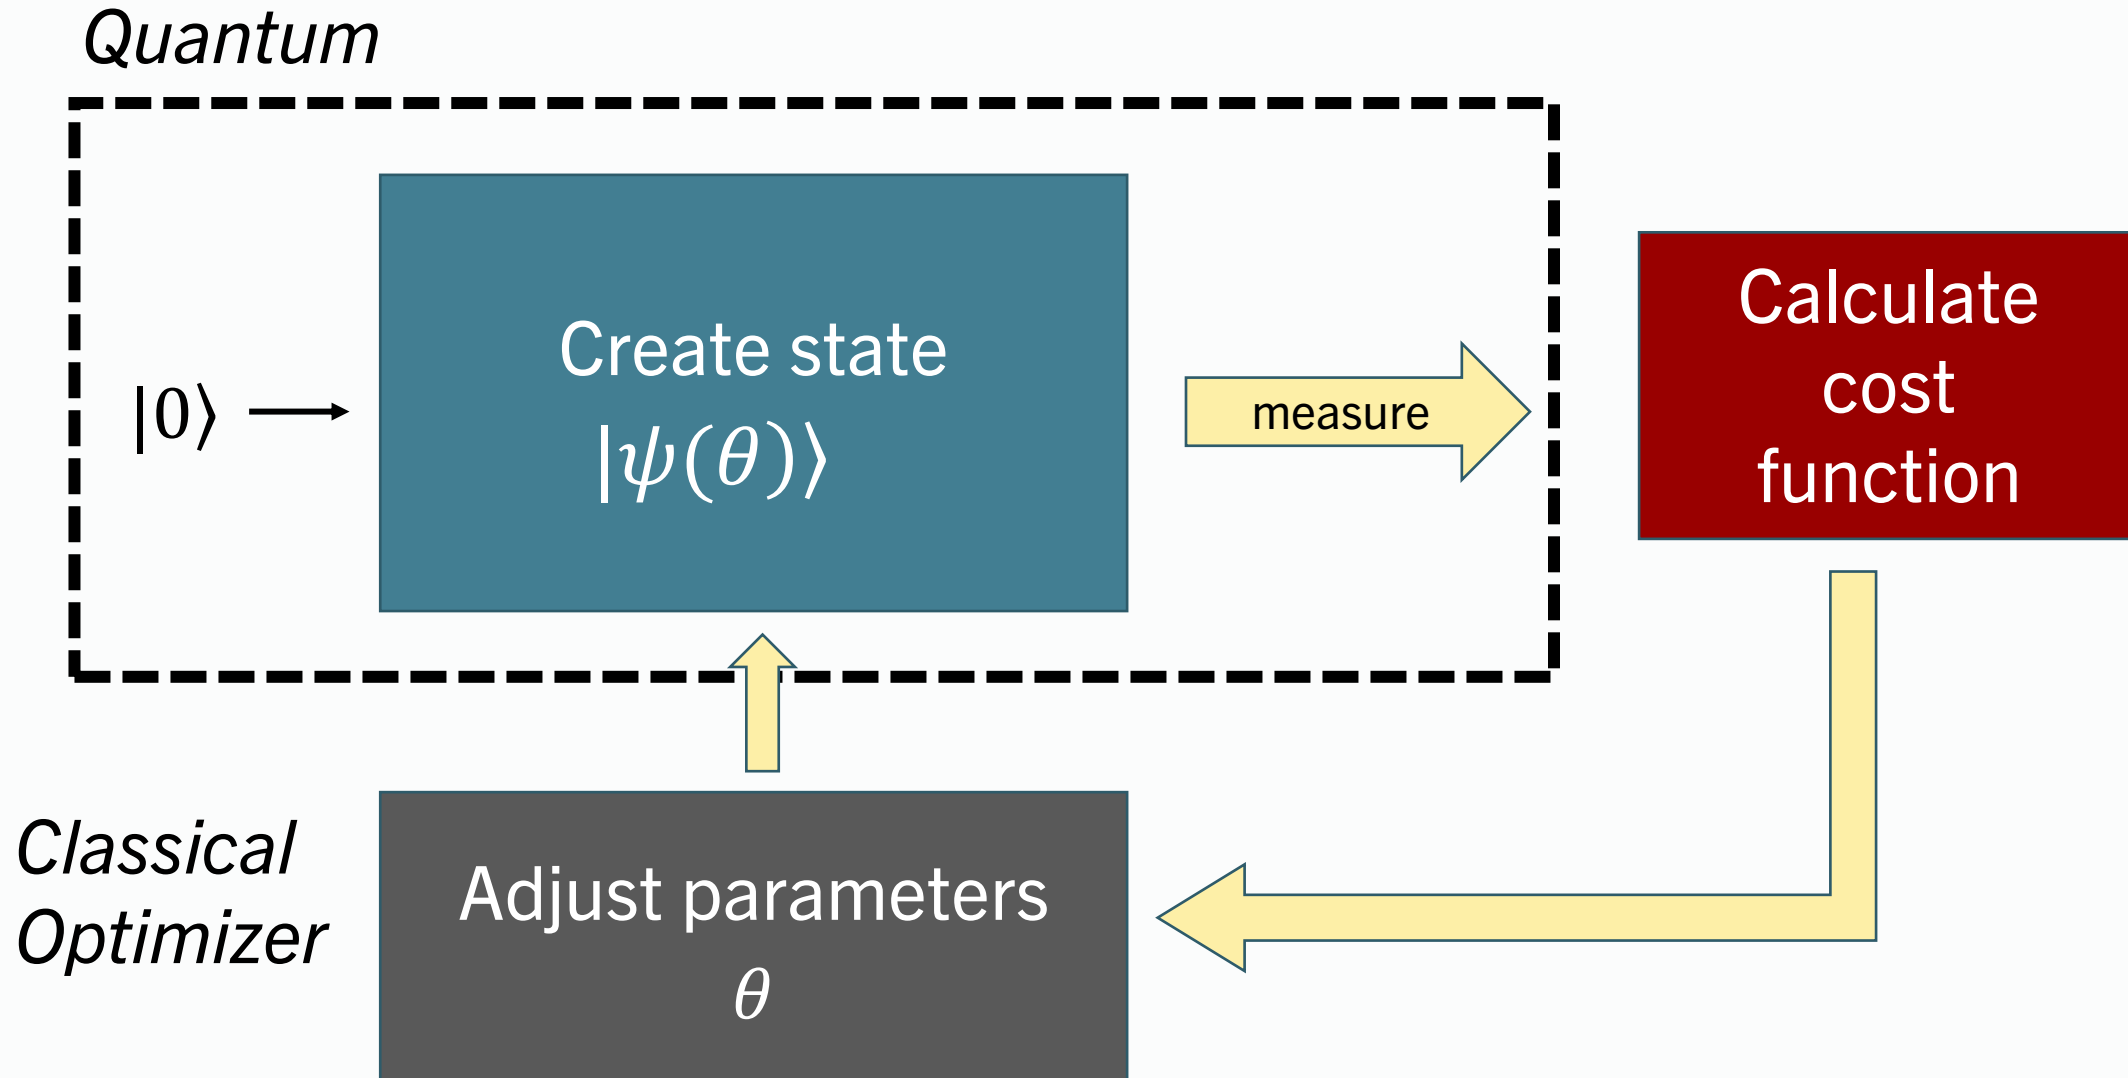 Quantum
Create state
|ψ(θ)⟩
|0⟩
measure
Calculate
cost
function
Classical
Optimizer
Adjust parameters
θ